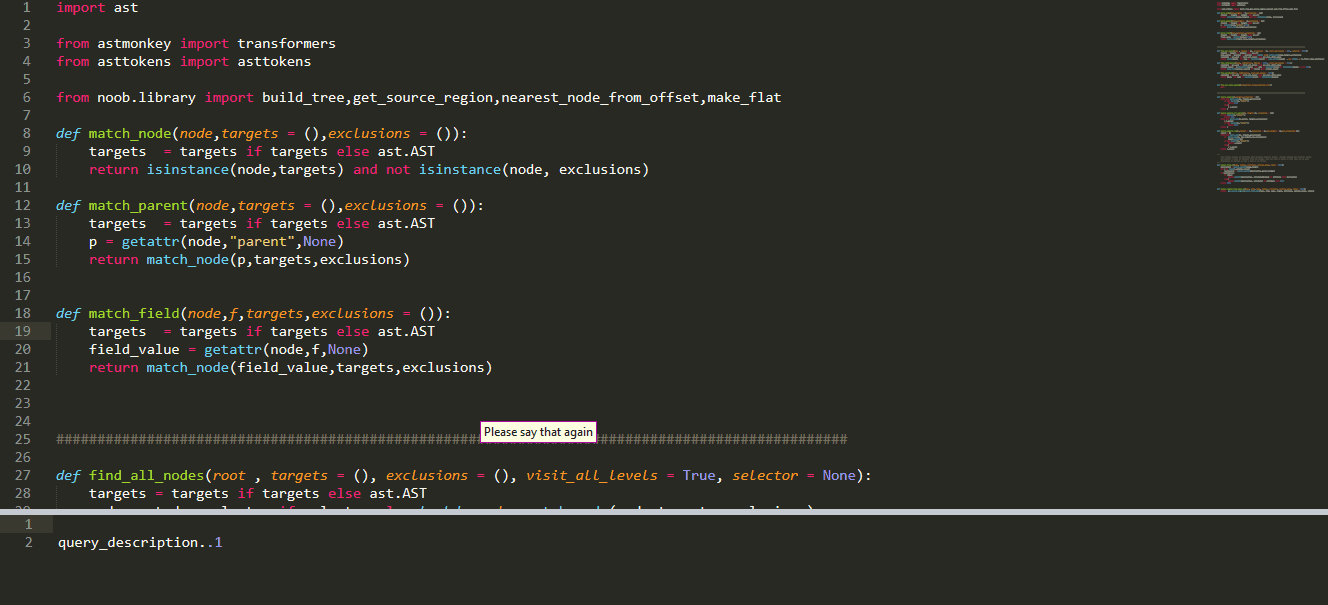 1 import ast
2
3 from astmonkey import transformers
4 from asttokens import asttokens
5
6 from noob.library import build_tree,get_source_region,nearest_node_from_offset,make_flat
7
8 def match_node(node,targets = (),exclusions = ()):
9     targets  = targets if targets else ast.AST
10     return isinstance(node,targets) and not isinstance(node, exclusions)
11
12 def match_parent(node,targets = (),exclusions = ()):
13     targets  = targets if targets else ast.AST
14     p = getattr(node,"parent",None)
15     return match_node(p,targets,exclusions)
16
17
18 def match_field(node,f,targets,exclusions = ()):
19     targets  = targets if targets else ast.AST
20     field_value = getattr(node,f,None)
21     return match_node(field_value,targets,exclusions)
22
23
24
Please say that again
25 ################################################################################################
26
27 def find_all_nodes(root , targets = (), exclusions = (), visit_all_levels = True, selector = None):
28     targets = targets if targets else ast.AST
1
2 query_description..1